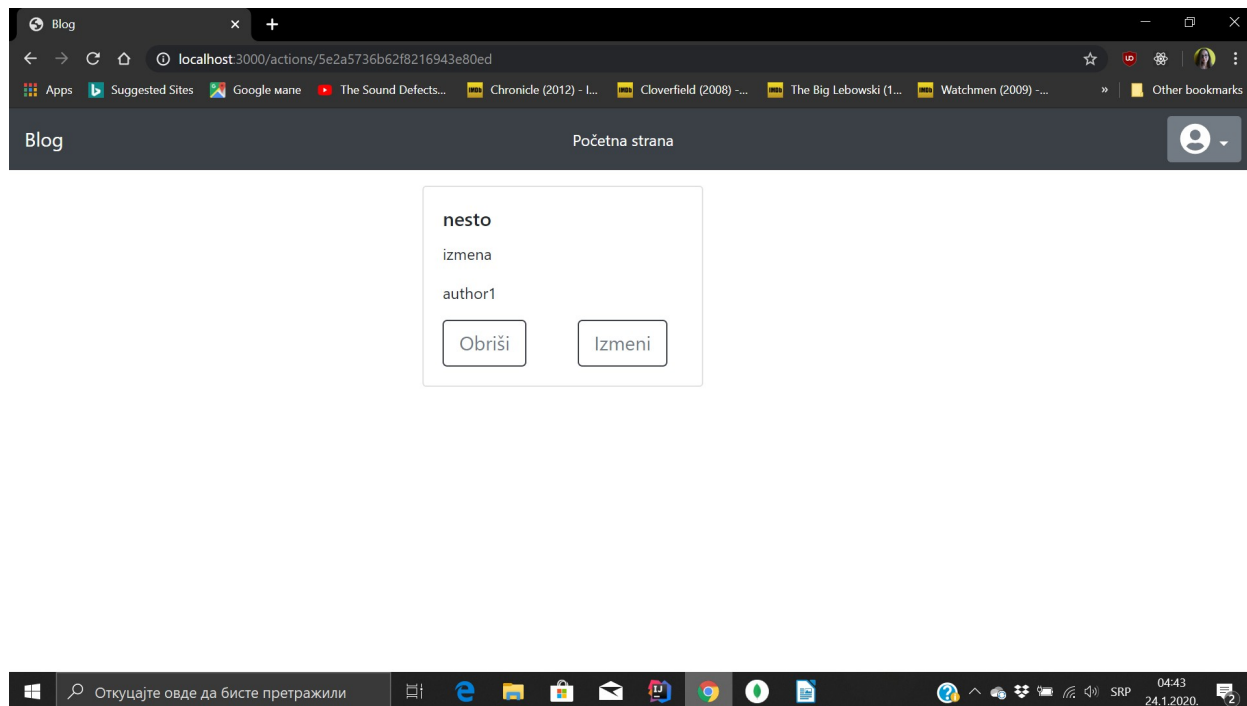 Blog
localhost:3000/actions/5e2a5736b62f8216943e80ed
Apps Suggested Sites Google мапе The Sound Defects... Chronicle (2012) - I... Cloverfield (2008) -... The Big Lebowski (1... Watchmen (2009) -... » Other bookmarks
Blog Početna strana
nesto
izmena
author1
Obriši Izmeni
Откуцајте овде да бисте претражили SRP 04:43
24.1.2020. 2